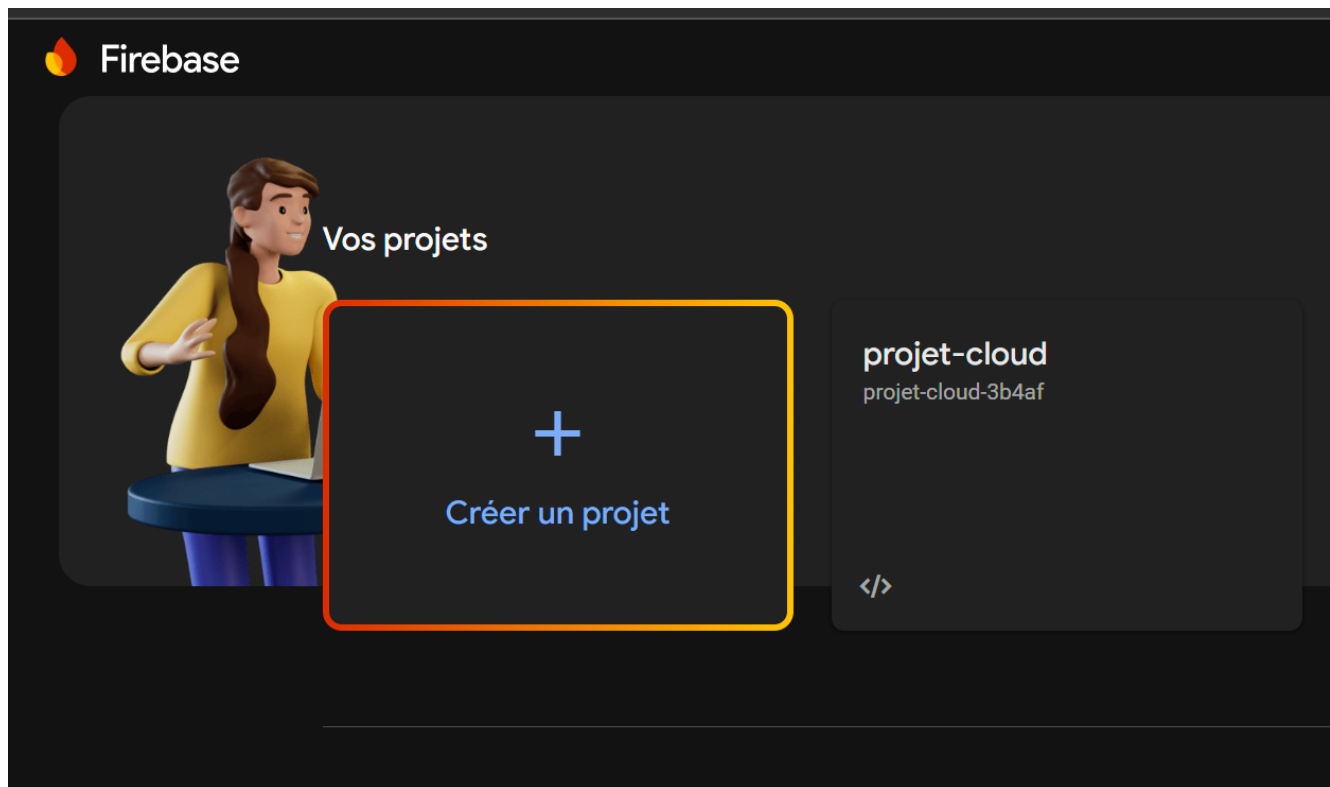 Firebase
Vos projets
Créer un projet
projet-cloud
projet-cloud-3b4af
</>